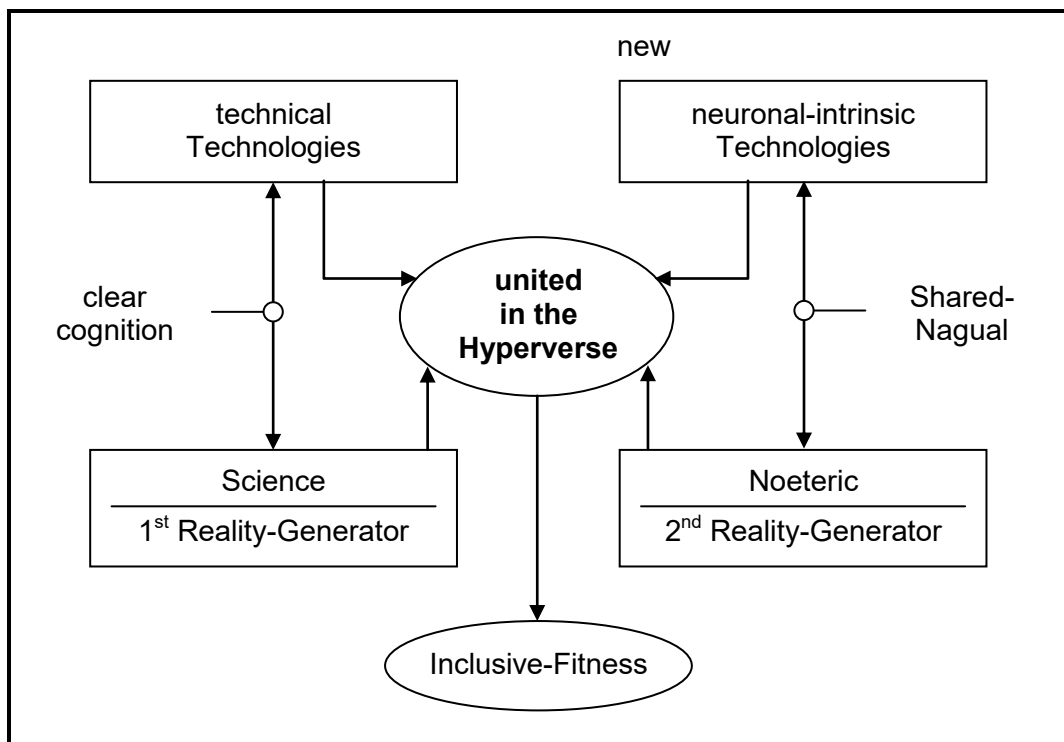 new
technical
Technologies
neuronal-intrinsic
Technologies
clear
cognition
united
in the
Hyperverse
Shared-
Nagual
Science
1st Reality-Generator
Noeteric
2nd Reality-Generator
Inclusive-Fitness